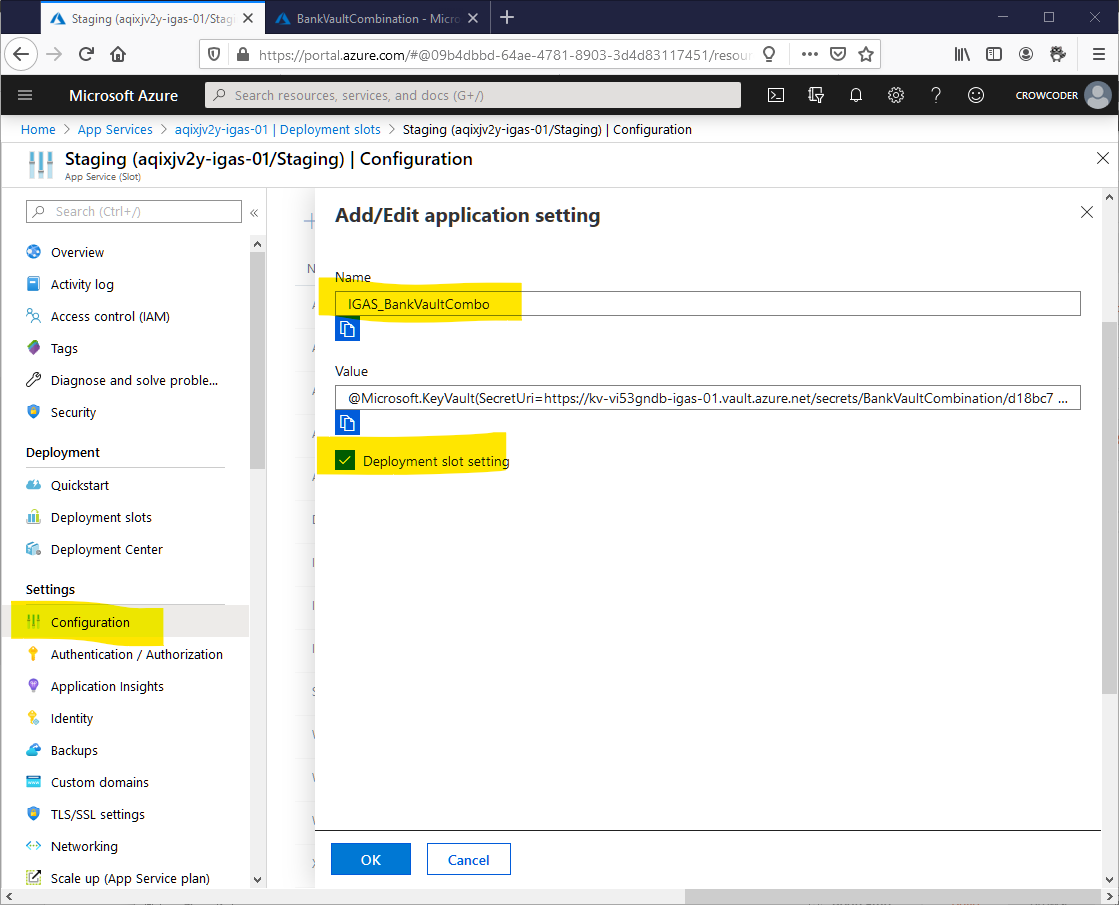 Staging (aqixjv2y-igas-01/Stag
BankVaultCombination - Micro
https://portal.azure.com/#@09b4dbbd-64ae-4781-8903-3d4d83117451/resou
Microsoft Azure
Search resources, services, and docs (G+/)
CROWCODER
Home > App Services > aqixjv2y-igas-01 | Deployment slots > Staging (aqixjv2y-igas-01/Staging) | Configuration
Staging (aqixjv2y-igas-01/Staging) | Configuration
App Service (Slot)
Search (Ctrl+/)
Overview
Activity log
Access control (IAM)
Tags
Diagnose and solve proble...
Security
Deployment
Quickstart
Deployment slots
Deployment Center
Settings
Configuration
Authentication / Authorization
Application Insights
Identity
Backups
Custom domains
TLS/SSL settings
Networking
Scale up (App Service plan)
Add/Edit application setting
Name
IGAS_BankVaultCombo
Value
@Microsoft.KeyVault(SecretUri=https://kv-vi53gndb-igas-01.vault.azure.net/secrets/BankVaultCombination/d18bc7 ...
Deployment slot setting
OK
Cancel